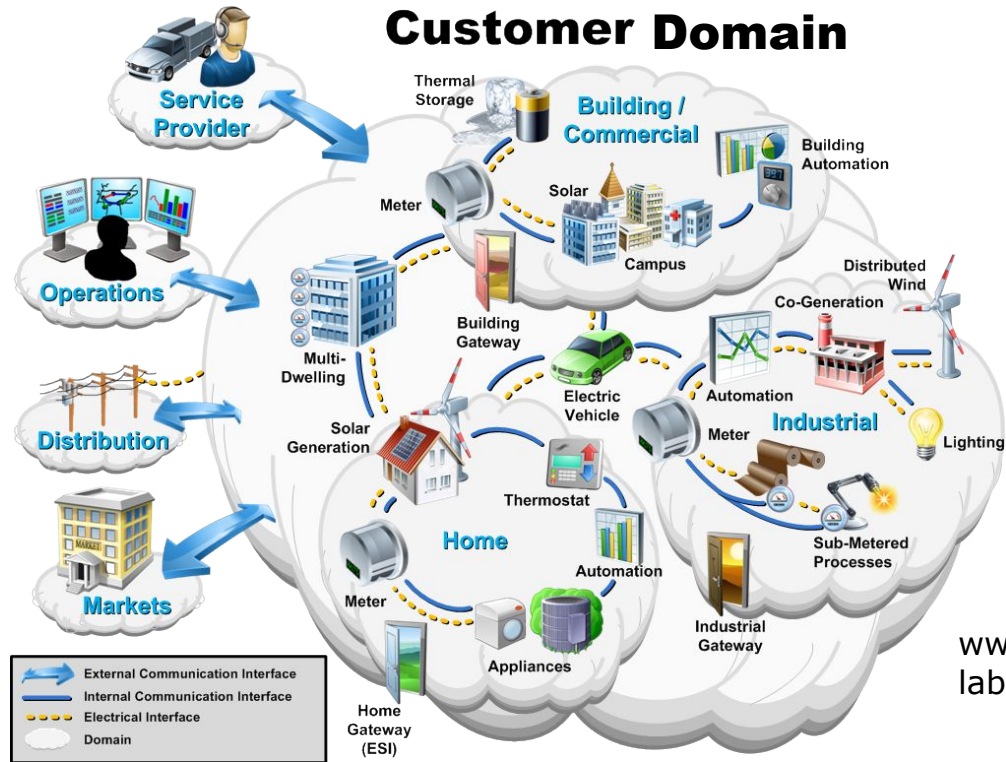 Customer Domain
Service
Provider
Thermal
Storage
Building /
Commercial
Building
Automation
Meter
Solar
Campus
Operations
Multi-
Dwelling
Building
Gateway
Electric
Vehicle
Distributed
Wind
Co-Generation
Automation
Industrial
Meter
Lighting
Sub-Metered
Processes
Industrial
Gateway
Distribution
Solar
Generation
Thermostat
Home
Automation
Meter
Appliances
Home
Gateway
(ESI)
MARKET
Markets
External Communication Interface
Internal Communication Interface
Electrical Interface
Domain
lab